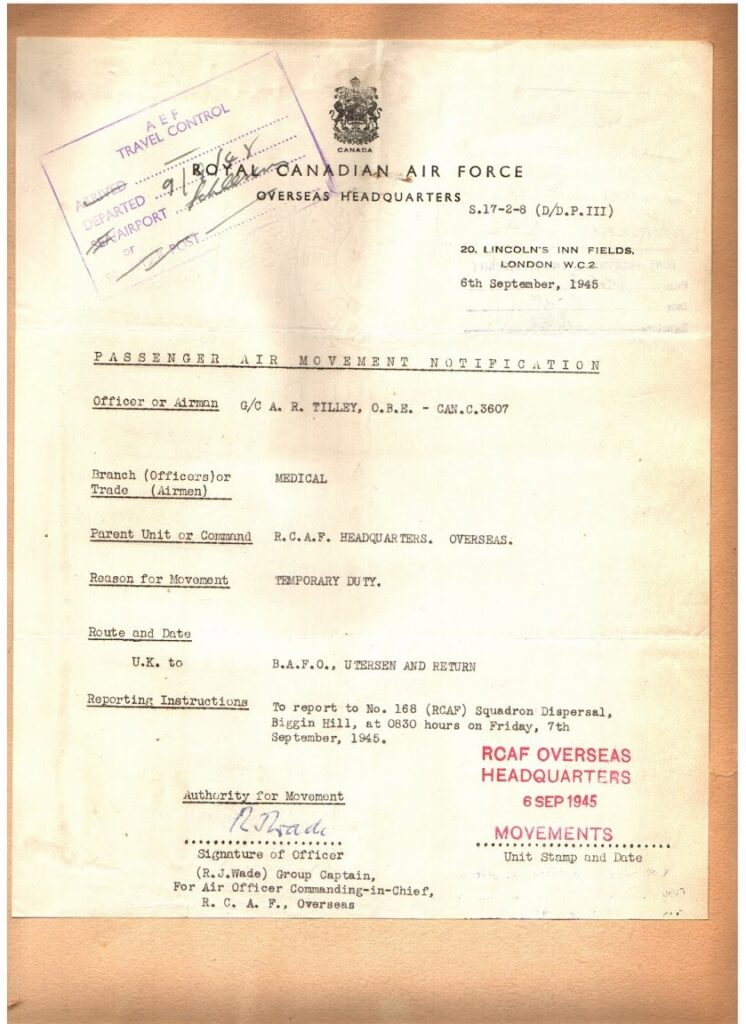 A E F
TRAVEL CONTROL
ARRIVED
DEPARTED 9/
SEA/AIRPORT
or
POST
CANADA
ROYAL CANADIAN AIR FORCE
OVERSEAS HEADQUARTERS
S.17-2-8 (D/D.P.III)
20, LINCOLN'S INN FIELDS,
LONDON, W.C.2.
6th September, 1945
PASSENGER AIR MOVEMENT NOTIFICATION
Officer or Airman G/C A. R. TILLEY, O.B.E. - CAN.C.3607
Branch (Officers)or MEDICAL
Trade (Airmen)
Parent Unit or Command R.C.A.F. HEADQUARTERS. OVERSEAS.
Reason for Movement TEMPORARY DUTY.
Route and Date
U.K. to B.A.F.O., UTERSEN AND RETURN
Reporting Instructions To report to No. 168 (RCAF) Squadron Dispersal,
Biggin Hill, at 0830 hours on Friday, 7th
September, 1945.
RCAF OVERSEAS
HEADQUARTERS
6 SEP 1945
MOVEMENTS
Unit Stamp and Date
Authority for Movement
R J Wade
Signature of Officer
(R.J.Wade) Group Captain,
For Air Officer Commanding-in-Chief,
R. C. A. F., Overseas